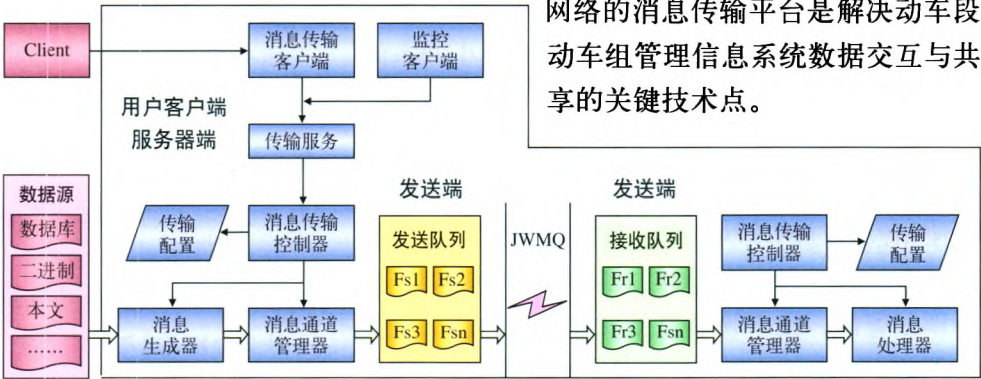 网络的消息传输平台是解决动车段
动车组管理信息系统数据交互与共
享的关键技术点。
Client
消息传输
客户端
监控
客户端
用户客户端
服务器端
传输服务
数据源
数据库
二进制
本文
……
传输
配置
消息传输
控制器
消息
生成器
消息通道
管理器
发送端
发送队列
Fs1
Fs2
Fs3
Fsn
JWMQ
发送端
接收队列
Fr1
Fr2
Fr3
Fsn
消息传输
控制器
传输
配置
消息通道
管理器
消息
处理器